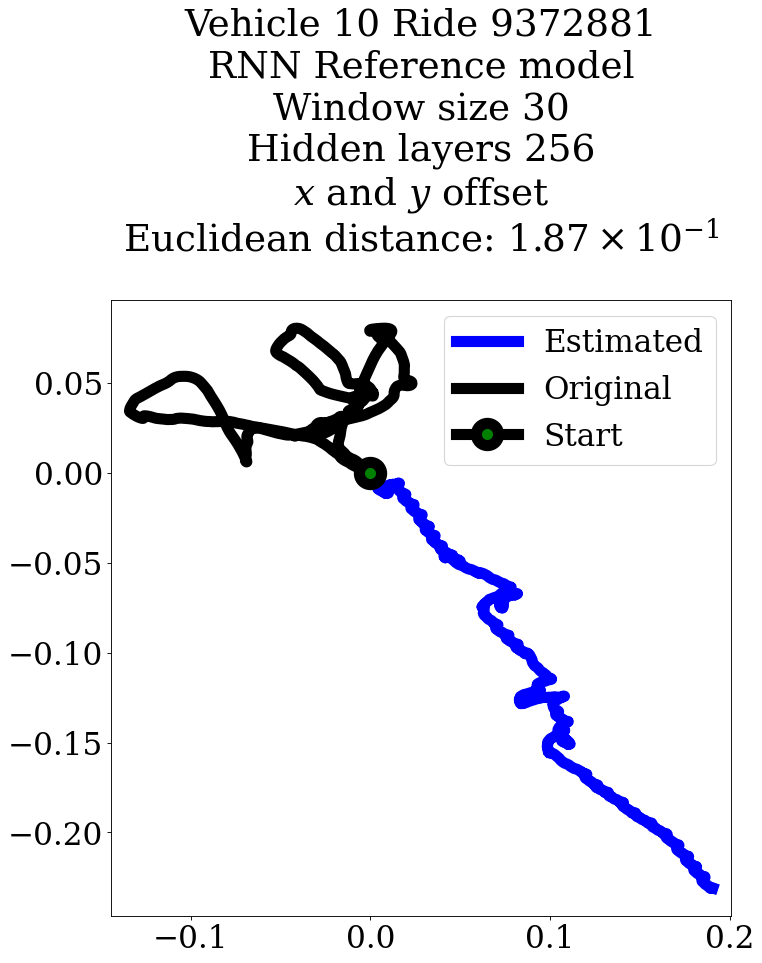 Vehicle 10 Ride 9372881
RNN Reference model
Window size 30
Hidden layers 256
x and y offset
Euclidean distance: 1.87 × 10⁻¹
Estimated
Original
Start
0.05
0.00
−0.05
−0.10
−0.15
−0.20
−0.1 0.0 0.1 0.2